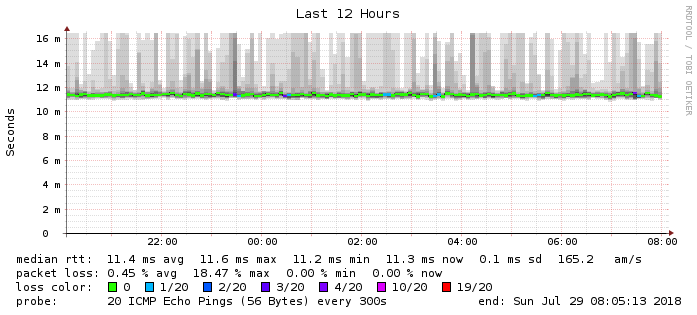 Last 12 Hours
RRDTOOL / TOBI OETIKER
Seconds
16 m
14 m
12 m
10 m
8 m
6 m
4 m
2 m
0
22:00 00:00 02:00 04:00 06:00 08:00
median rtt: 11.4 ms avg 11.6 ms max 11.2 ms min 11.3 ms now 0.1 ms sd 165.2 am/s
packet loss: 0.45 % avg 18.47 % max 0.00 % min 0.00 % now
loss color: 0 1/20 2/20 3/20 4/20 10/20 19/20
probe: 20 ICMP Echo Pings (56 Bytes) every 300s end: Sun Jul 29 08:05:13 2018